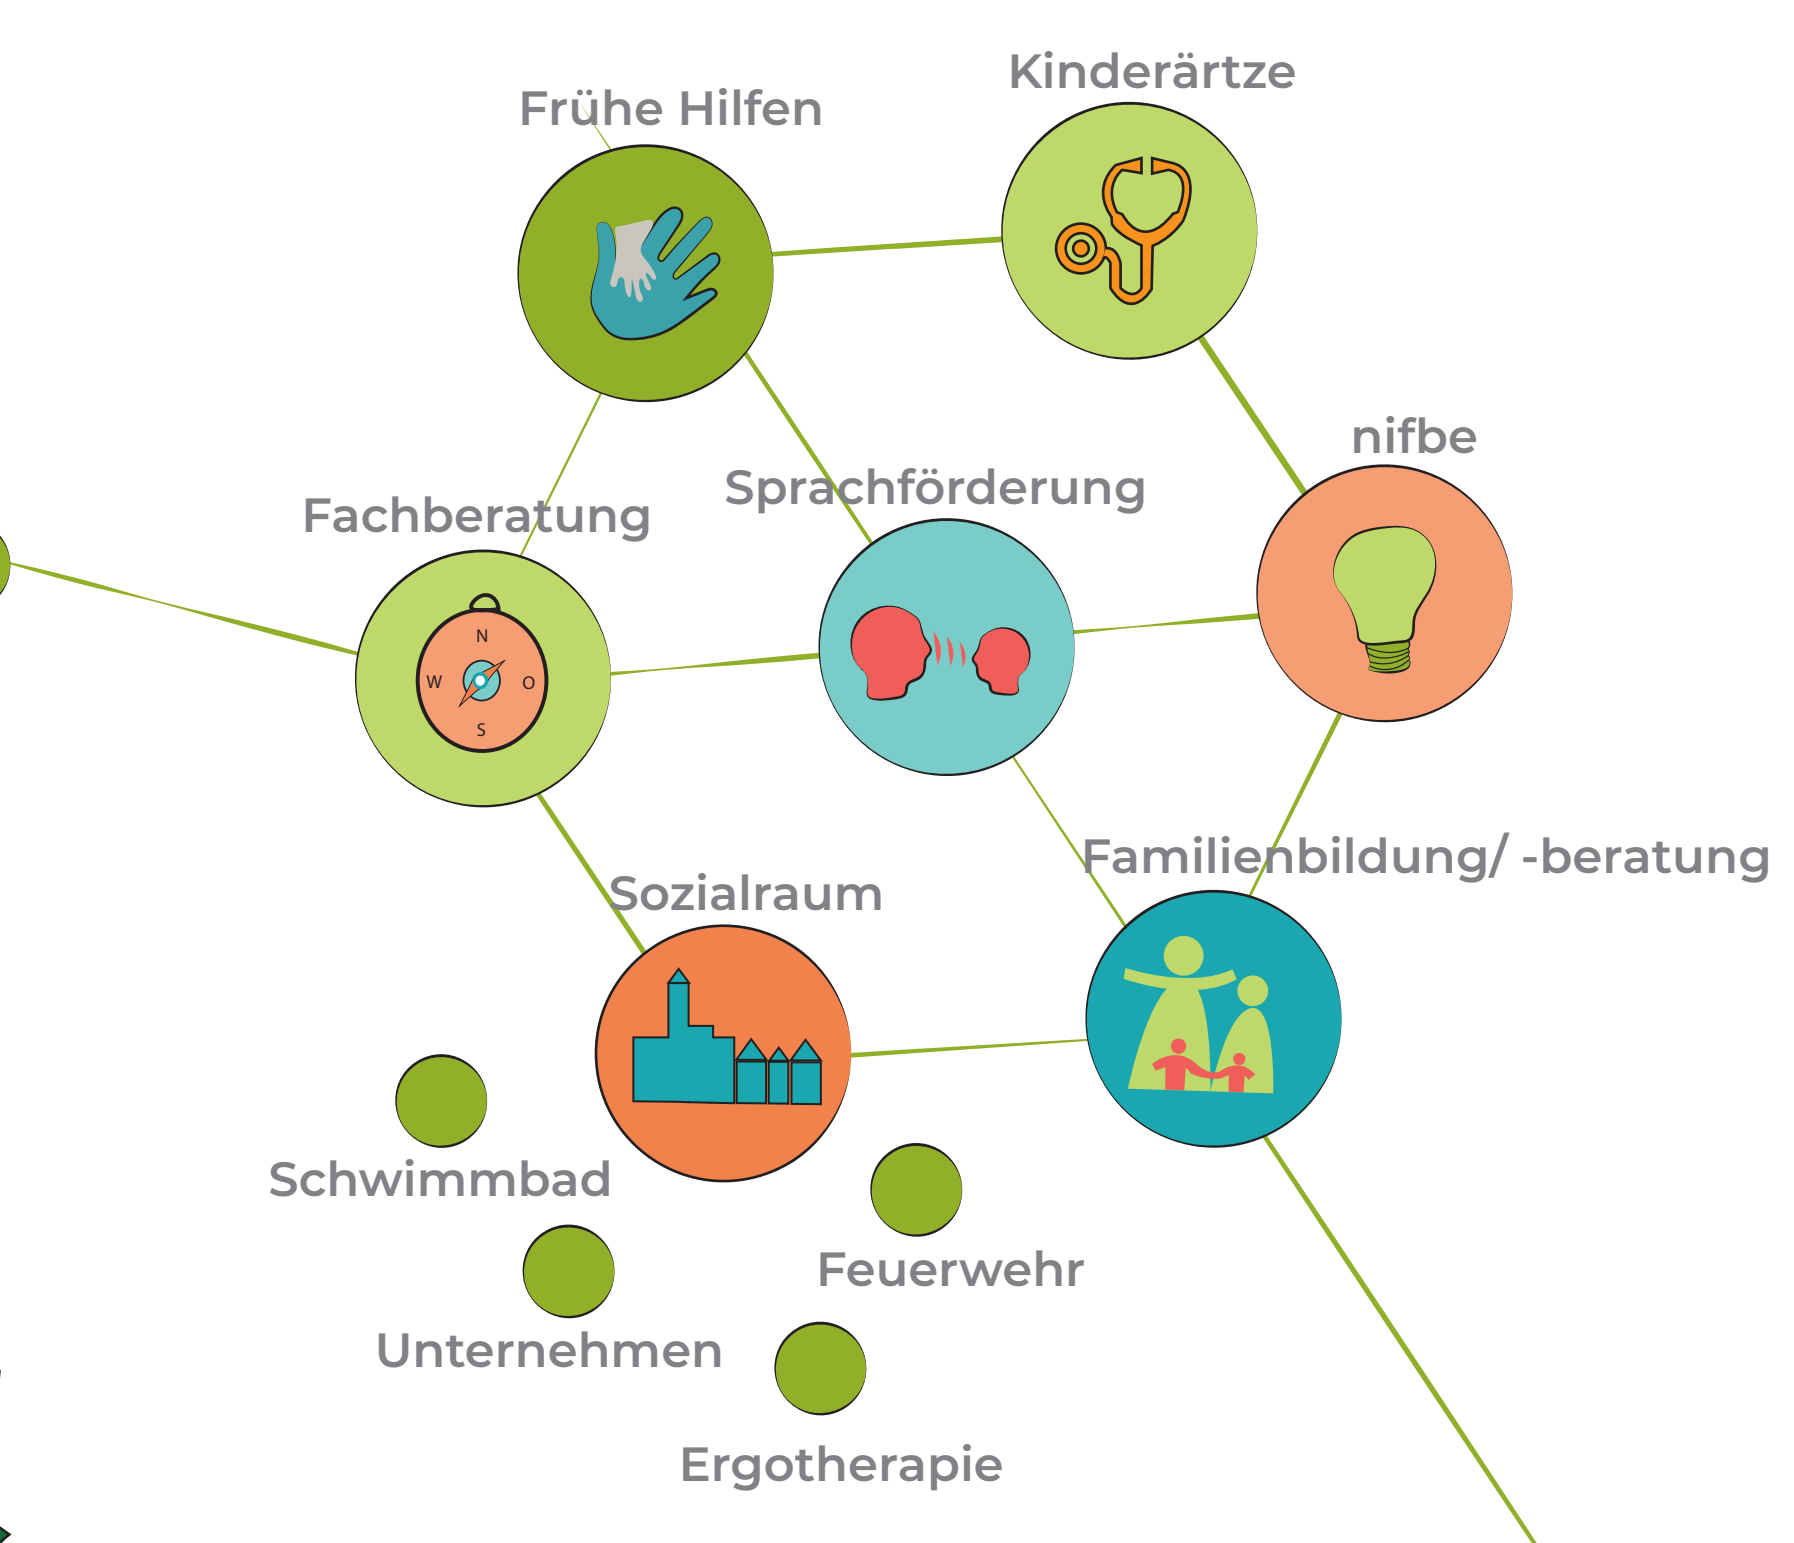 Kinderärtze
Frühe Hilfen
nifbe
Sprachförderung
Fachberatung
N
W O
S
Familienbildung/ -beratung
Sozialraum
Schwimmbad
Feuerwehr
Unternehmen
Ergotherapie